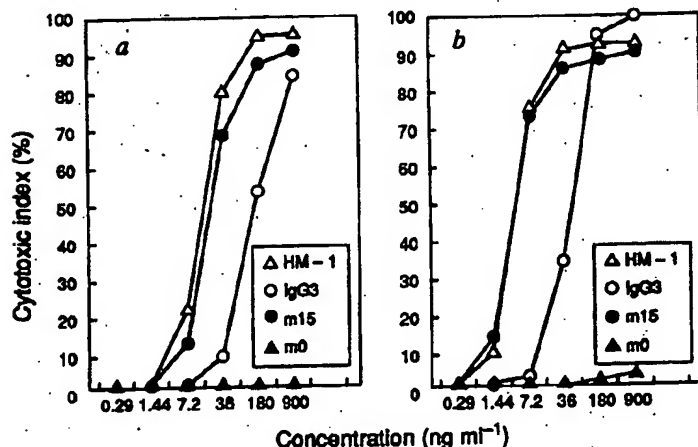 a
b
100
90
80
70
60
50
40
30
20
10
0
Cytotoxic index (%)
HM – 1
IgG3
m15
m0
0.29 1.44 7.2 36 180 900
100
90
80
70
60
50
40
30
20
10
0
HM – 1
IgG3
m15
m0
0.29 1.44 7.2 36 180 900
Concentration (ng ml⁻¹)